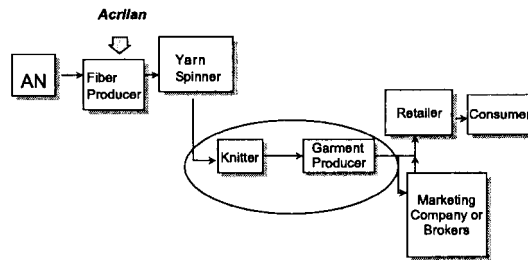 Acrilan
AN
Fiber
Producer
Yarn
Spinner
Knitter
Garment
Producer
Retailer
Consumer
Marketing
Company or
Brokers